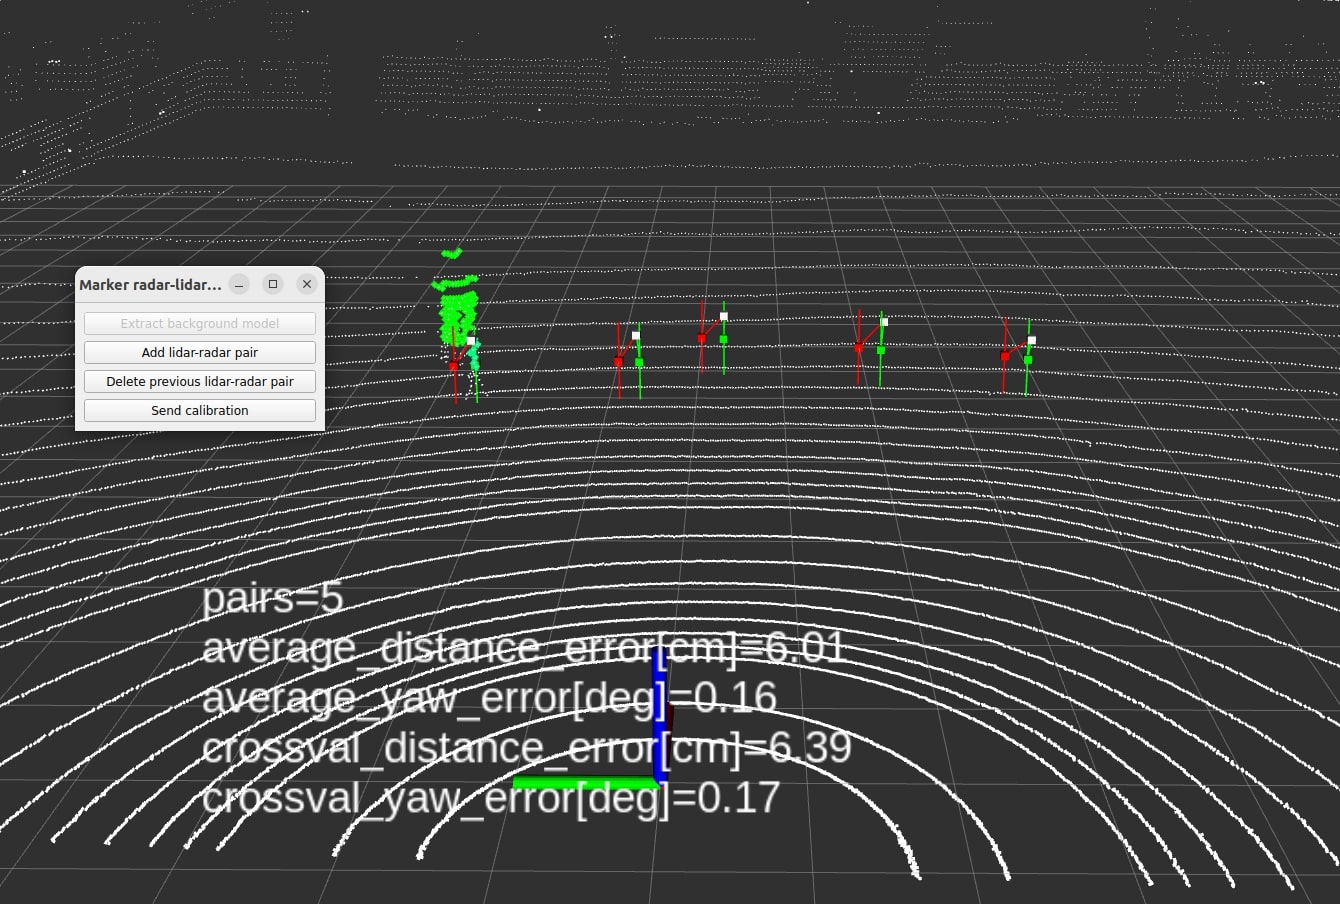 Marker radar-lidar...
Extract background model
Add lidar-radar pair
Delete previous lidar-radar pair
Send calibration
pairs=5
average_distance_error[cm]=6.01
average_yaw_error[deg]=0.16
crossval_distance_error[cm]=6.39
crossval_yaw_error[deg]=0.17